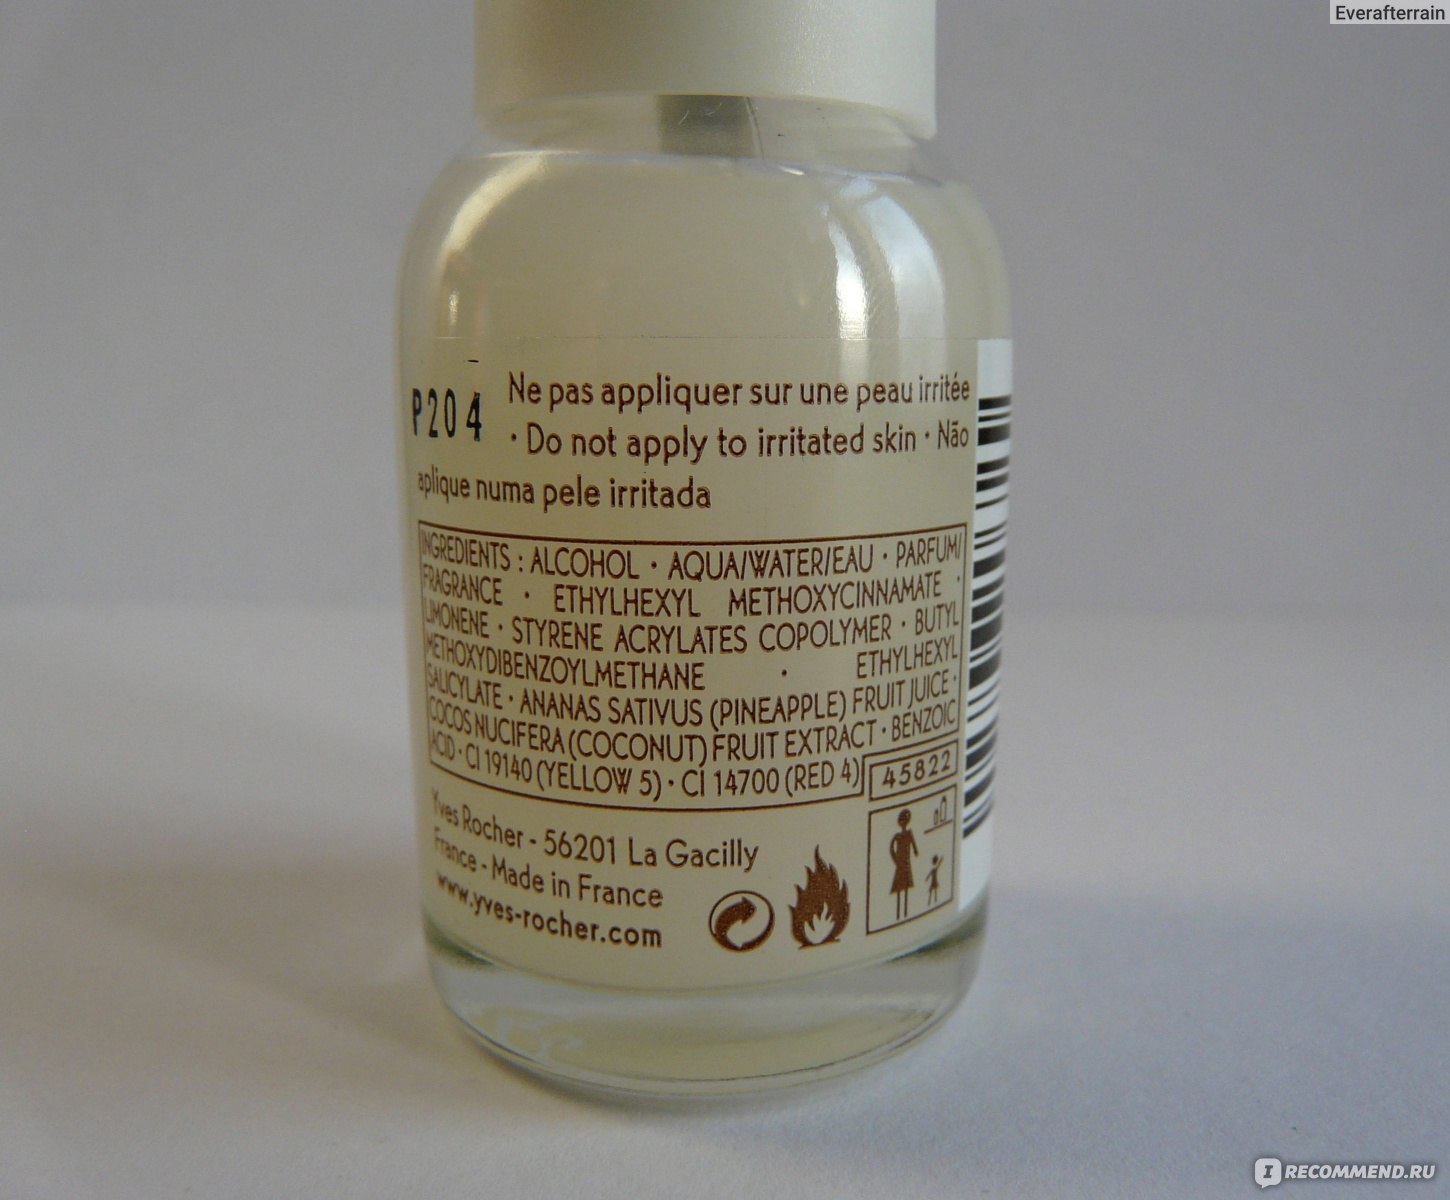 Everafterrain
P204
Ne pas appliquer sur une peau irritée
· Do not apply to irritated skin · Não
aplique numa pele irritada
INGREDIENTS : ALCOHOL · AQUA/WATER/EAU · PARFUM/
FRAGRANCE · ETHYLHEXYL METHOXYCINNAMATE ·
LIMONENE · STYRENE ACRYLATES COPOLYMER · BUTYL
METHOXYDIBENZOYLMETHANE · ETHYLHEXYL
SALICYLATE · ANANAS SATIVUS (PINEAPPLE) FRUIT JUICE ·
COCOS NUCIFERA (COCONUT) FRUIT EXTRACT · BENZOIC
ACID · CI 19140 (YELLOW 5) · CI 14700 (RED 4)
45822
Yves Rocher - 56201 La Gacilly
France - Made in France
www.yves-rocher.com
IRECOMMEND.RU